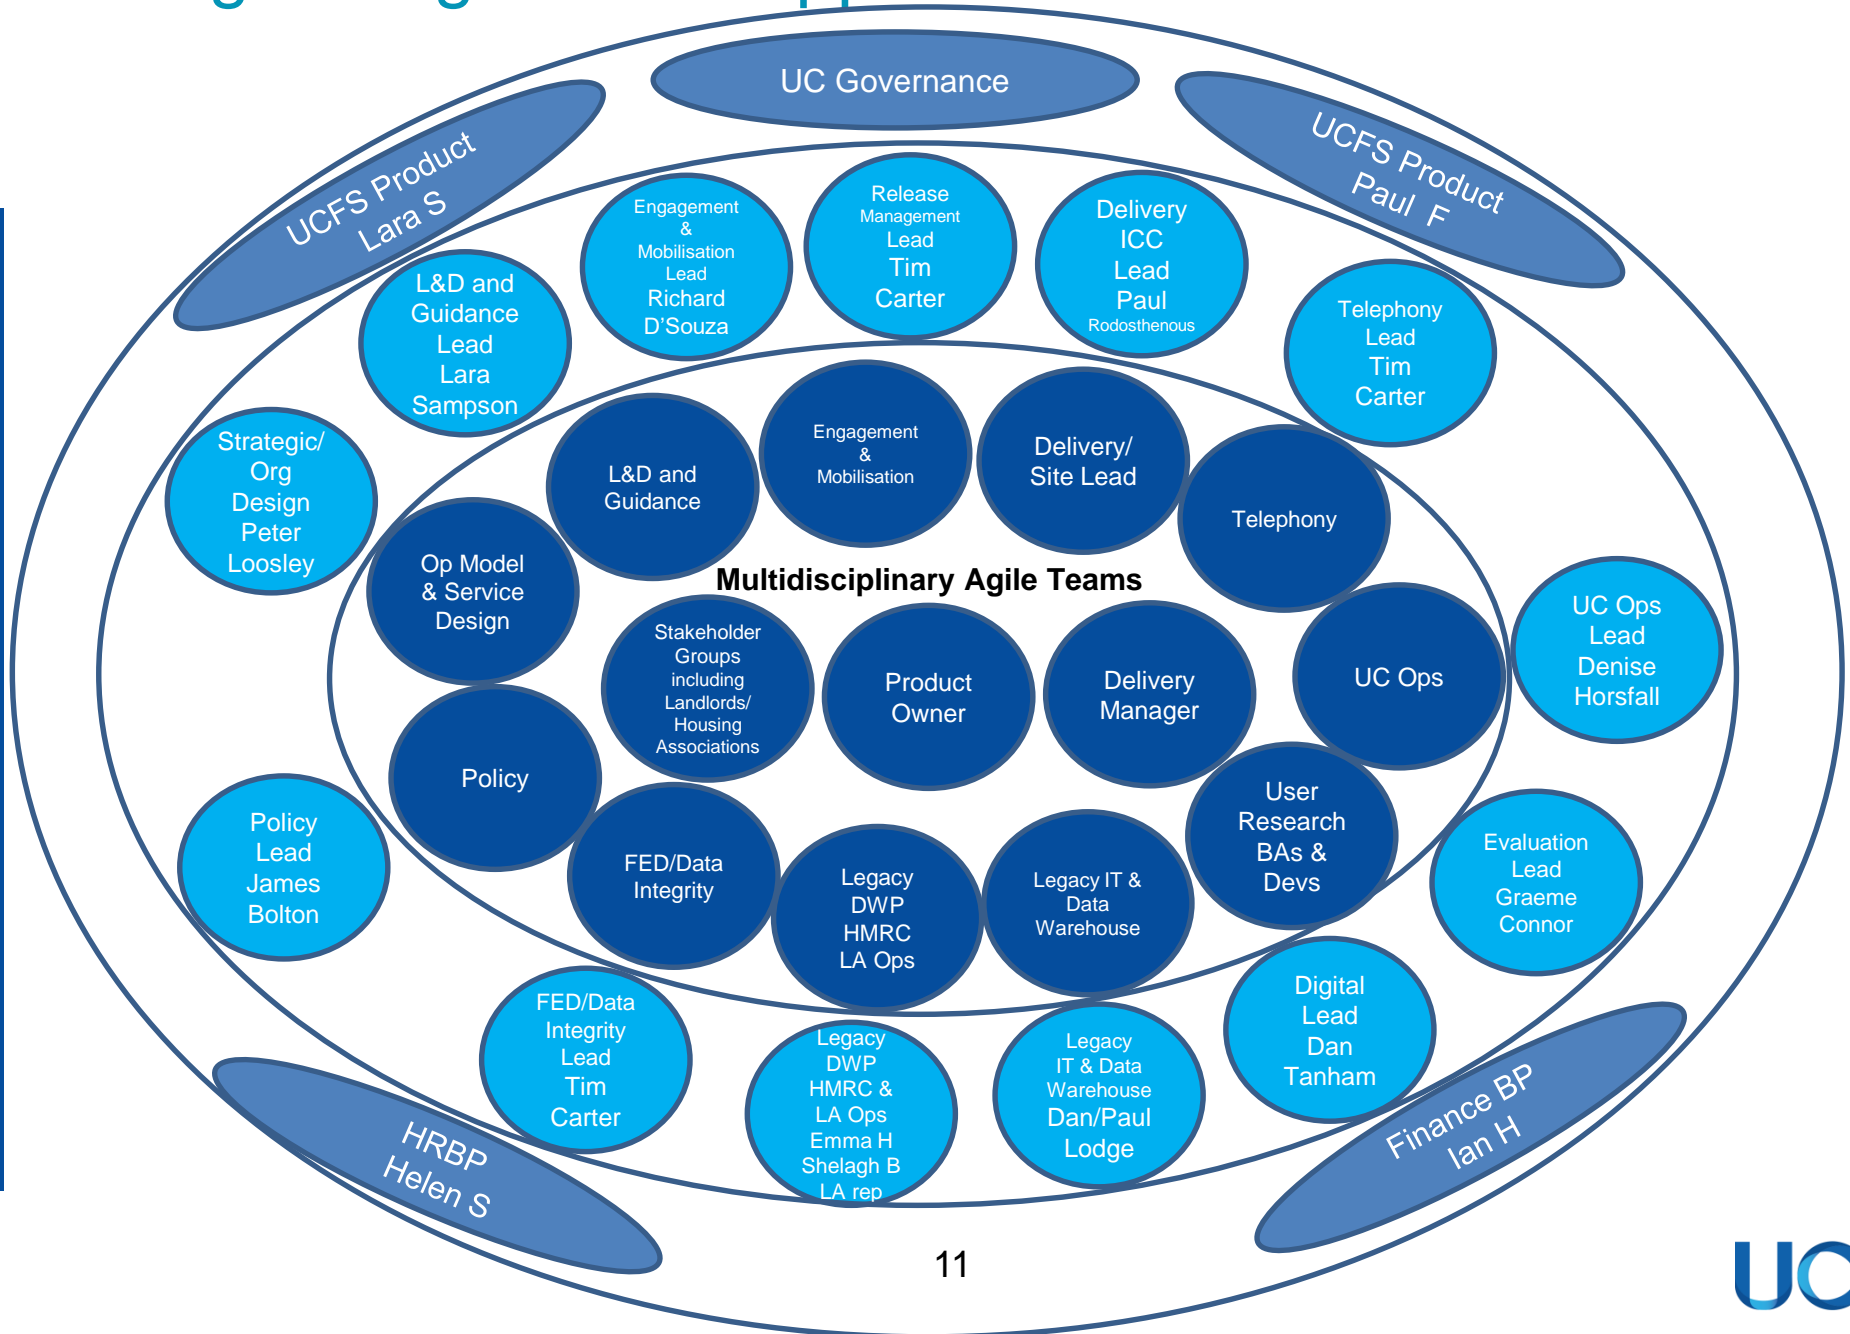 UC Governance
UCFS Product
Lara S
UCFS Product
Paul F
Engagement
&
Mobilisation
Lead
Richard
D'Souza
Release
Management
Lead
Tim
Carter
Delivery
ICC
Lead
Paul
Rodosthenous
L&D and
Guidance
Lead
Lara
Sampson
Telephony
Lead
Tim
Carter
Strategic/
Org
Design
Peter
Loosley
L&D and
Guidance
Engagement
&
Mobilisation
Delivery/
Site Lead
Telephony
Op Model
& Service
Design
Multidisciplinary Agile Teams
Stakeholder
Groups
including
Landlords/
Housing
Associations
Product
Owner
Delivery
Manager
UC Ops
UC Ops
Lead
Denise
Horsfall
Policy
User
Research
BAs &
Devs
Policy
Lead
James
Bolton
FED/Data
Integrity
Legacy
DWP
HMRC
LA Ops
Legacy IT &
Data
Warehouse
Evaluation
Lead
Graeme
Connor
FED/Data
Integrity
Lead
Tim
Carter
Legacy
DWP
HMRC &
LA Ops
Emma H
Shelagh B
LA rep
Legacy
IT & Data
Warehouse
Dan/Paul
Lodge
Digital
Lead
Dan
Tanham
HRBP
Helen S
Finance BP
Ian H
11
UC